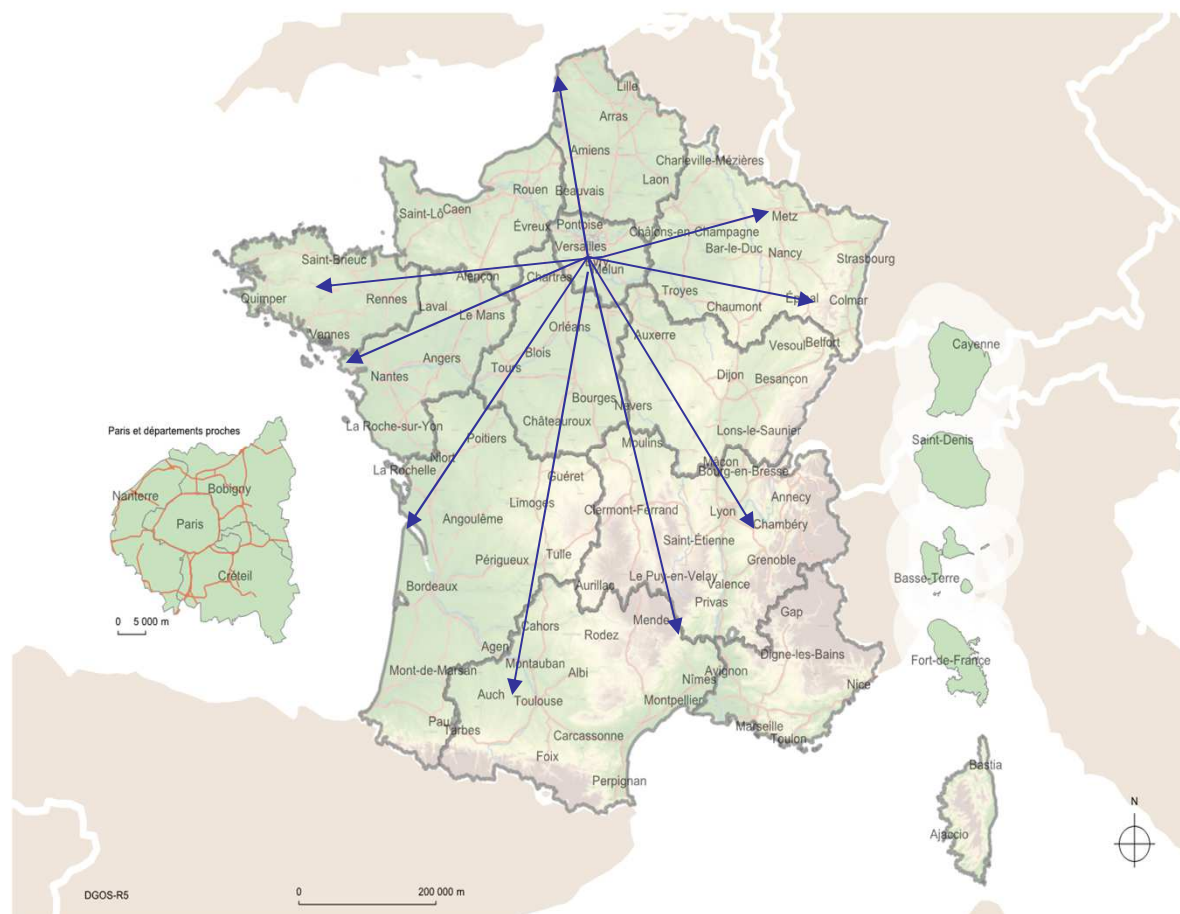 Lille
Arras
Amiens
Charleville-Mézières
Laon
Rouen
Beauvais
Caen
Saint-Lô
Metz
Évreux
Pontoise
Châlons-en-Champagne
Versailles
Bar-le-Duc
Nancy
Saint-Brieuc
Strasbourg
Melun
Alençon
Chartres
Quimper
Rennes
Troyes
Colmar
Laval
Chaumont
Le Mans
Vannes
Orléans
Auxerre
Vesoul
Belfort
Cayenne
Blois
Angers
Tours
Nantes
Dijon
Besançon
Bourges
Nevers
Châteauroux
La Roche-sur-Yon
Paris et départements proches
Lons-le-Saunier
Poitiers
Moulins
Saint-Denis
Niort
Mâcon
La Rochelle
Bourg-en-Bresse
Guéret
Bobigny
Nanterre
Annecy
Limoges
Clermont-Ferrand
Lyon
Angoulême
Paris
Chambéry
Saint-Étienne
Tulle
Périgueux
Grenoble
Créteil
Le Puy-en-Velay
Basse-Terre
Valence
Bordeaux
Aurillac
Privas
Gap
0 5 000 m
Mende
Cahors
Rodez
Agen
Digne-les-Bains
Fort-de-France
Montauban
Mont-de-Marsan
Albi
Avignon
Nîmes
Nice
Auch
Toulouse
Montpellier
Pau
Tarbes
Marseille
Carcassonne
Toulon
Foix
Bastia
Perpignan
N
Ajaccio
DGOS-R5
0 200 000 m